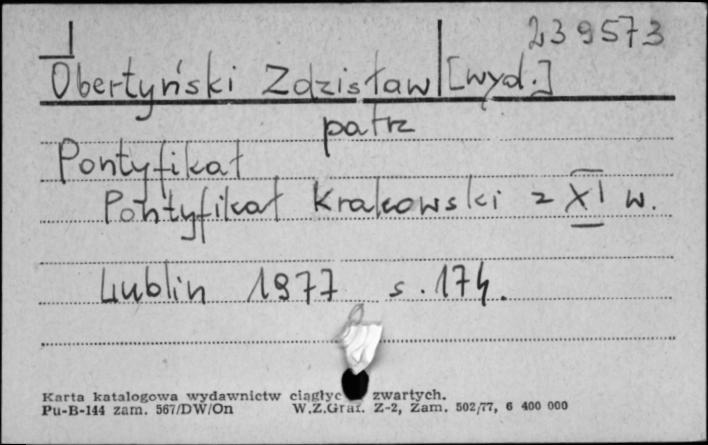 239573
Obertyński Zdzisław [wyd.]
patrz
Pontyfikat
Pontyfikat Krakowski z XI w.
Lublin 1977 s. 174.
Karta katalogowa wydawnictw ciągłyc zwartych.
Pu-B-144 zam. 567/DW/On W.Z.Graf. Z-2, Zam. 502/77, 6 400 000